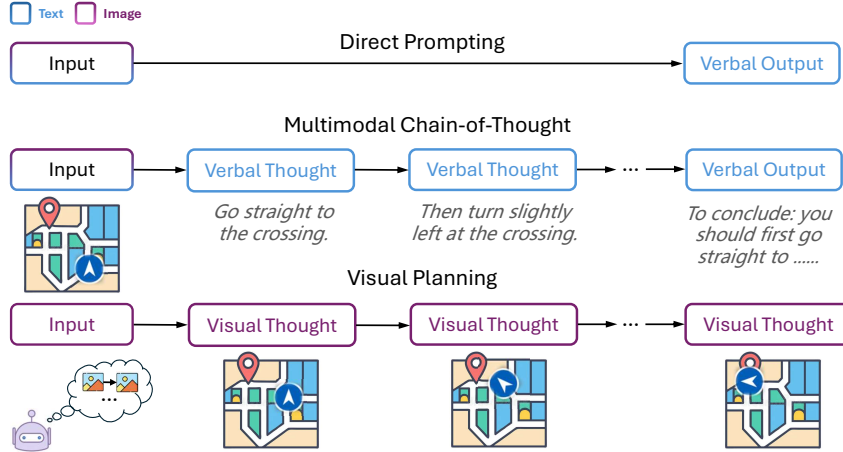 Text Image
Direct Prompting
Input Verbal Output
Multimodal Chain-of-Thought
Input Verbal Thought Verbal Thought ... Verbal Output
Go straight to the crossing.
Then turn slightly left at the crossing.
To conclude: you should first go straight to ......
Visual Planning
Input Visual Thought Visual Thought ... Visual Thought
...